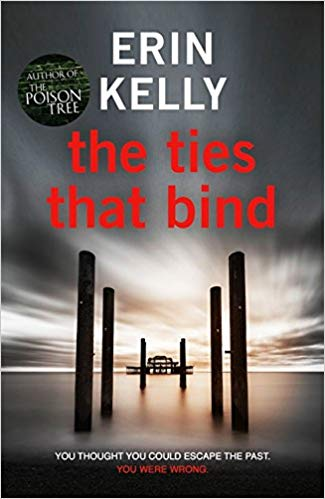 ERIN
KELLY
AUTHOR OF
THE
POISON
TREE
the ties
that bind
YOU THOUGHT YOU COULD ESCAPE THE PAST.
YOU WERE WRONG.